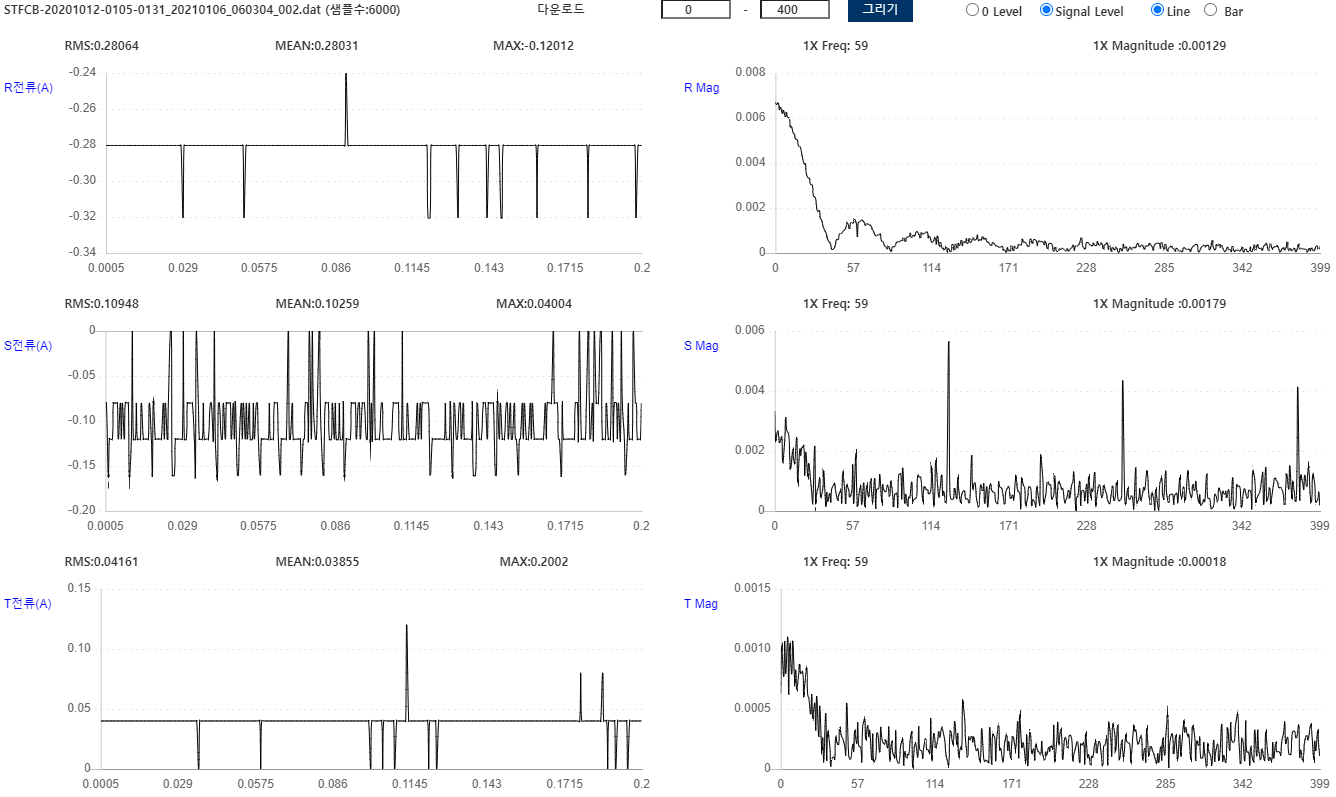 STFCB-20201012-0105-0131_20210106_060304_002.dat (샘플수:6000) 다운로드 0 - 400 그리기 0 Level Signal Level Line Bar
RMS:0.28064 MEAN:0.28031 MAX:-0.12012 1X Freq: 59 1X Magnitude :0.00129
R전류(A)
-0.24
-0.26
-0.28
-0.30
-0.32
-0.34
0.0005 0.029 0.0575 0.086 0.1145 0.143 0.1715 0.2
R Mag
0.008
0.006
0.004
0.002
0
0 57 114 171 228 285 342 399
RMS:0.10948 MEAN:0.10259 MAX:0.04004 1X Freq: 59 1X Magnitude :0.00179
S전류(A)
0
-0.05
-0.10
-0.15
-0.20
0.0005 0.029 0.0575 0.086 0.1145 0.143 0.1715 0.2
S Mag
0.006
0.004
0.002
0
0 57 114 171 228 285 342 399
RMS:0.04161 MEAN:0.03855 MAX:0.2002 1X Freq: 59 1X Magnitude :0.00018
T전류(A)
0.15
0.10
0.05
0
0.0005 0.029 0.0575 0.086 0.1145 0.143 0.1715 0.2
T Mag
0.0015
0.0010
0.0005
0
0 57 114 171 228 285 342 399